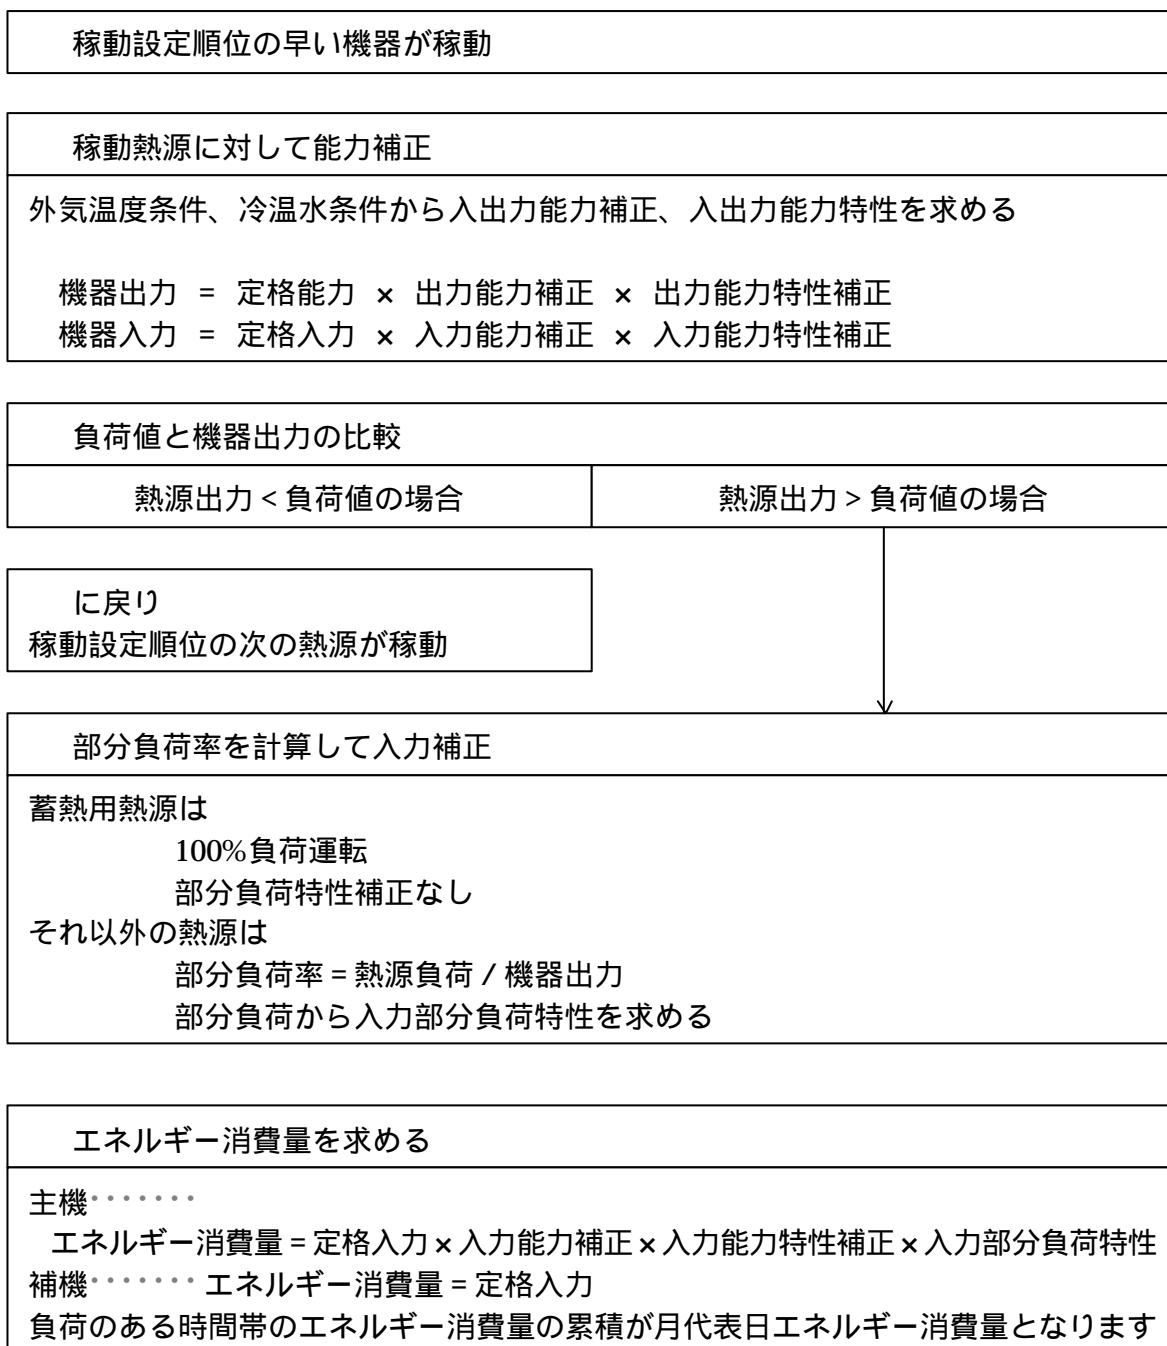 稼動設定順位の早い機器が稼動
稼動熱源に対して能力補正
外気温度条件、冷温水条件から入出力能力補正、入出力能力特性を求める
機器出力 = 定格能力 × 出力能力補正 × 出力能力特性補正
機器入力 = 定格入力 × 入力能力補正 × 入力能力特性補正
負荷値と機器出力の比較
熱源出力 < 負荷値の場合
熱源出力 > 負荷値の場合
に戻り
稼動設定順位の次の熱源が稼動
部分負荷率を計算して入力補正
蓄熱用熱源は
100%負荷運転
部分負荷特性補正なし
それ以外の熱源は
部分負荷率 = 熱源負荷 / 機器出力
部分負荷から入力部分負荷特性を求める
エネルギー消費量を求める
主機・・・・・・・
エネルギー消費量 = 定格入力 × 入力能力補正 × 入力能力特性補正 × 入力部分負荷特性
補機・・・・・・・ エネルギー消費量 = 定格入力
負荷のある時間帯のエネルギー消費量の累積が月代表日エネルギー消費量となります